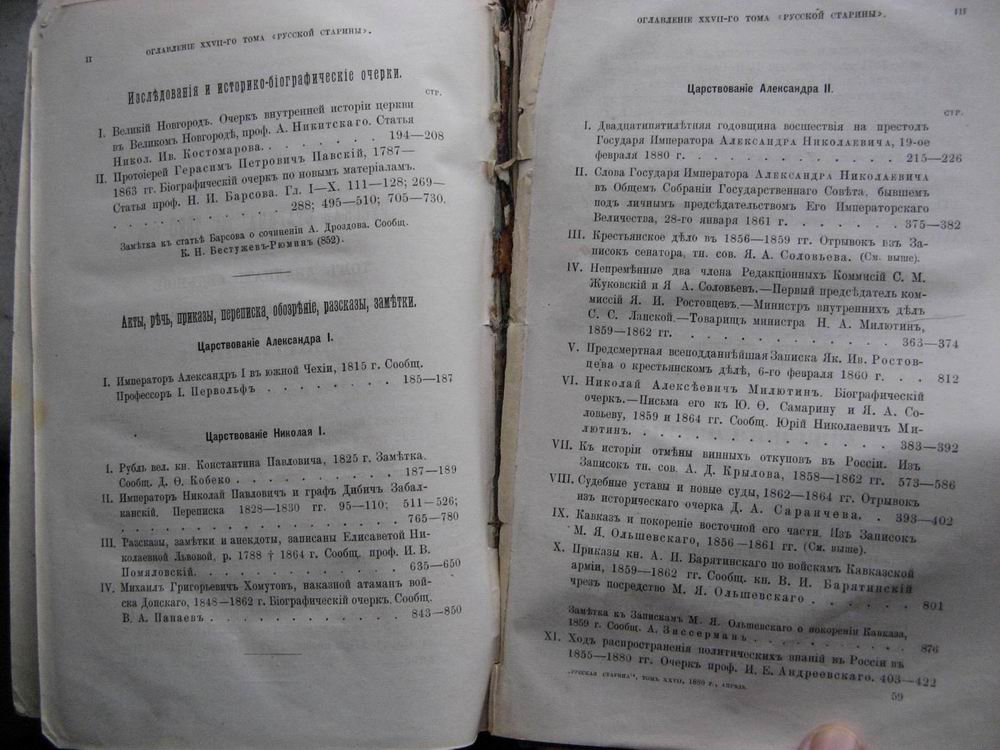 II
ОГЛАВЛЕНІЕ XXVII-ГО ТОМА «РУССКОЙ СТАРИНЫ».
Изслѣдованія и историко-біографическіе очерки.
СТР.
I. Великій Новгородъ. Очеркъ внутренней исторіи церкви
въ Великомъ Новгородѣ, проф. А. Никитскаго. Статья
Никол. Ив. Костомарова. . . . . . . . 194—208
II. Протоіерей Герасимъ Петровичъ Павскій, 1787—
1863 гг. Біографическій очеркъ по новымъ матеріаламъ.
Статья проф. Н. И. Барсова. Гл. I—X. 111—128; 269—
. . . . . . . . 288; 495—510; 705—730.
Замѣтка къ статьѣ Барсова о сочиненіи А. Дроздова. Сообщ.
К. Н. Бестужевъ-Рюминъ (852).
Акты, рѣчь, приказы, переписка, обозрѣніе, разсказы, замѣтки.
Царствованіе Александра I.
I. Императоръ Александръ I въ южной Чехіи, 1815 г. Сообщ.
Профессоръ I. Первольфъ . . . . . . . 185—187
Царствованіе Николая I.
I. Рубль вел. кн. Константина Павловича, 1825 г. Замѣтка.
Сообщ. Д. Ѳ. Кобеко . . . . . . . . 187—189
II. Императоръ Николай Павловичъ и графъ Дибичъ Забал-
канскій. Переписка 1828—1830 гг. 95—110; 511—526;
. . . . . . . . . . . . . . 765—780
III. Разсказы, замѣтки и анекдоты, записаны Елисаветой Ни-
колаевной Львовой, р. 1788 † 1864 г. Сообщ. проф. И. В.
Помяловскій. . . . . . . . . . . 635—650
IV. Михаилъ Григорьевичъ Хомутовъ, наказной атаманъ вой-
ска Донскаго, 1848—1862 г. Біографическій очеркъ. Сообщ.
В. А. Панаевъ . . . . . . . . . . 843—850
ОГЛАВЛЕНІЕ XXVII-ГО ТОМА «РУССКОЙ СТАРИНЫ».
III
Царствованіе Александра II.
СТР.
I. Двадцатипятилѣтняя годовщина восшествія на престолъ
Государя Императора Александра Николаевича, 19-ое
февраля 1880 г. . . . . . . . . . . 215—226
II. Слова Государя Императора Александра Николаевича
въ Общемъ Собраніи Государственнаго Совѣта, бывшемъ
подъ личнымъ предсѣдательствомъ Его Императорскаго
Величества, 28-го января 1861 г. . . . . . . 375—382
III. Крестьянское дѣло въ 1856—1859 гг. Отрывокъ изъ За-
писокъ сенатора, тн. сов. Я. А. Соловьева. (См. выше).
IV. Непремѣнные два члена Редакціонныхъ Коммисій С. М.
Жуковскій и Я. А. Соловьевъ.—Первый предсѣдатель ком-
миссій Я. И. Ростовцевъ.—Министръ внутреннихъ дѣлъ
С. С. Ланской.—Товарищъ министра Н. А. Милютинъ,
1859—1862 гг. . . . . . . . . . . 363—374
V. Предсмертная всеподданнѣйшая Записка Як. Ив. Ростов-
цева о крестьянскомъ дѣлѣ, 6-го февраля 1860 г. . . 812
VI. Николай Алексѣевичъ Милютинъ. Біографическій
очеркъ.—Письма его къ Ю. Ѳ. Самарину и Я. А. Со-
ловьеву, 1859 и 1864 гг. Сообщ. Юрій Николаевичъ Ми-
лютинъ. . . . . . . . . . . . . 383—392
VII. Къ исторіи отмѣны винныхъ откуповъ въ Россіи. Изъ
Записокъ тн. сов. А. Д. Крылова, 1858—1862 гг. 573—586
VIII. Судебные уставы и новые суды, 1862—1864 гг. Отрывокъ
изъ историческаго очерка Д. А. Саранчева. . 393—402
IX. Кавказъ и покореніе восточной его части. Изъ Записокъ
М. Я. Ольшевскаго, 1856—1861 гг. (См. выше).
X. Приказы кн. А. И. Барятинскаго по войскамъ Кавказской
арміи, 1859—1862 гг. Сообщ. кн. В. И. Барятинскій
чрезъ посредство М. Я. Ольшевскаго . . . . . 801
Замѣтка къ Запискамъ М. Я. Ольшевскаго о покореніи Кавказа,
1859 г. Сообщ. А. Зиссерманъ . . . . . . . . . 876
XI. Ходъ распространенія политическихъ знаній въ Россіи въ
1855—1880 гг. Очеркъ проф. И. Е. Андреевскаго. 403—422
„РУССКАЯ СТАРИНА“, ТОМЪ XXVII, 1880 Г., АПРѢЛЬ.
59